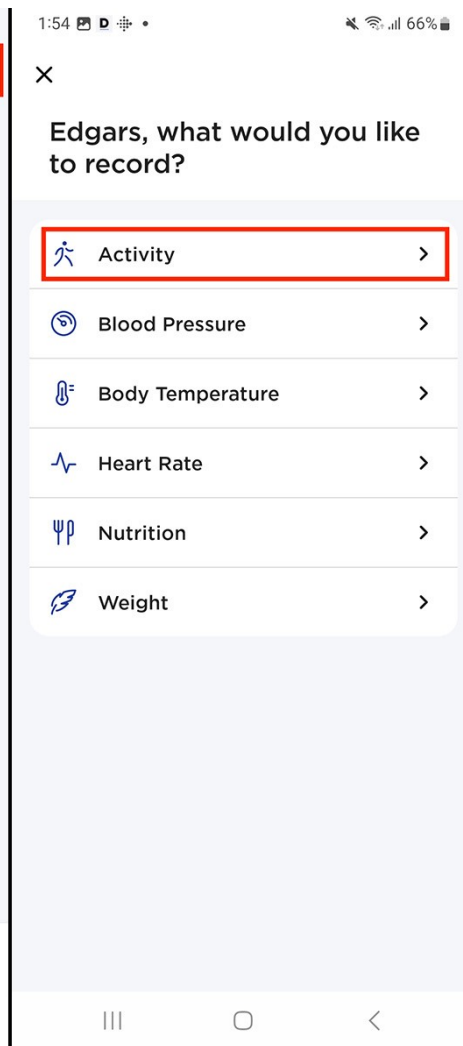 1:54 D 66%
Edgars, what would you like
to record?
Activity
Blood Pressure
Body Temperature
Heart Rate
Nutrition
Weight